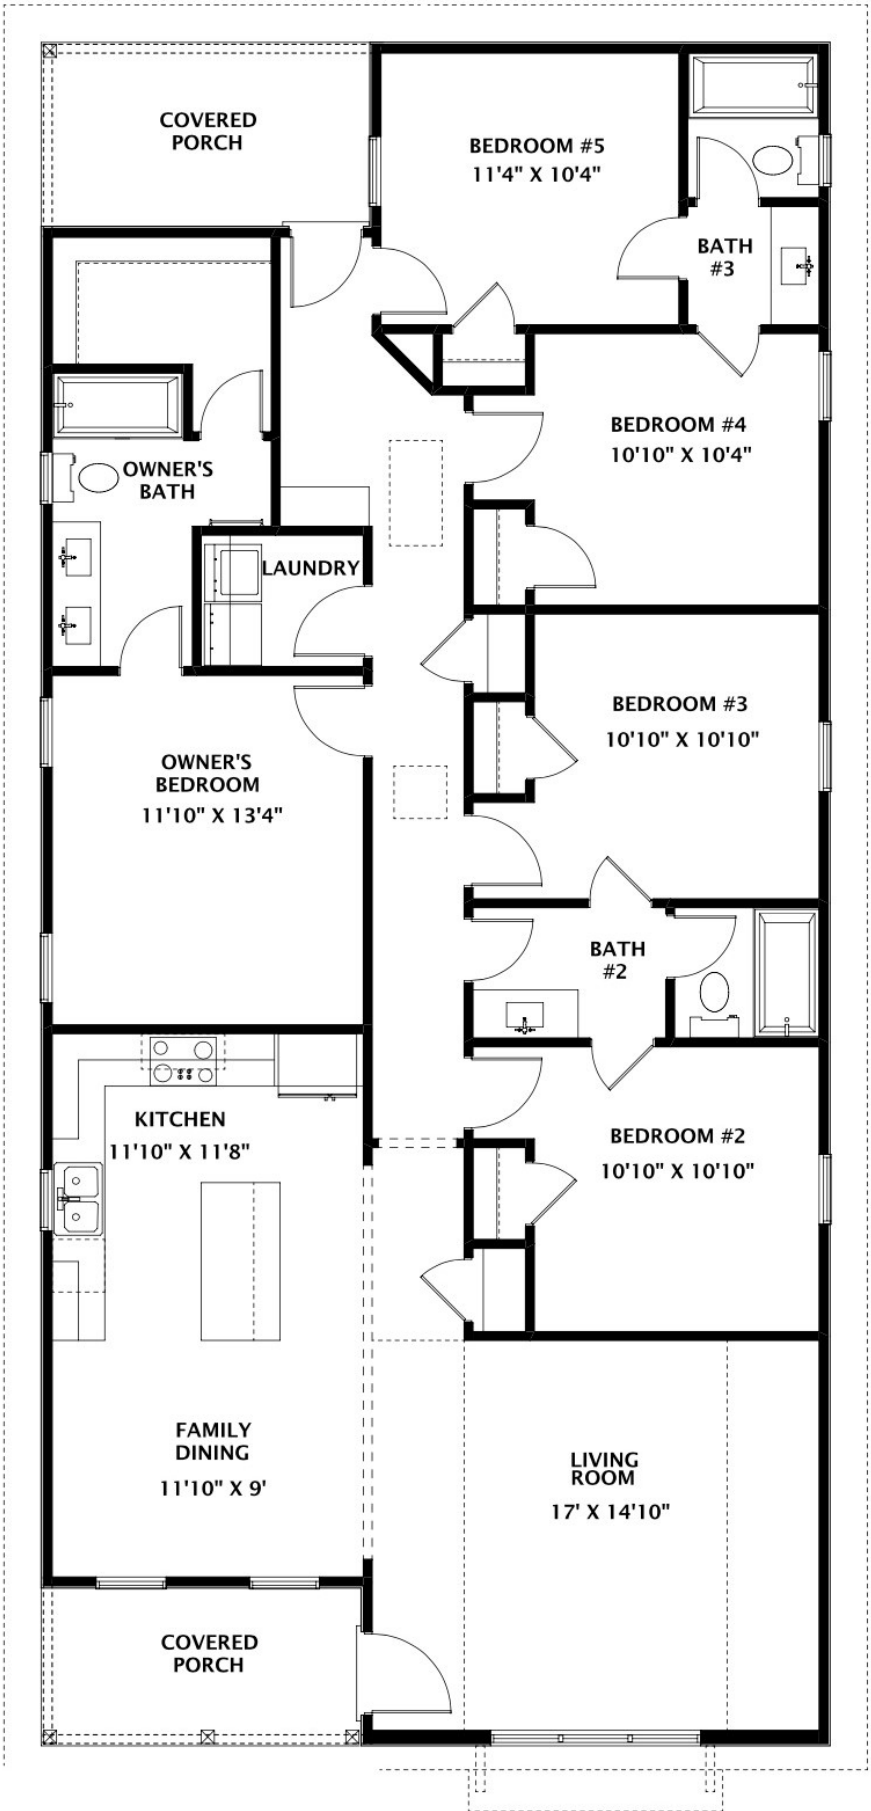 COVERED
PORCH
BEDROOM #5
11'4" X 10'4"
BATH
#3
BEDROOM #4
10'10" X 10'4"
OWNER'S
BATH
LAUNDRY
BEDROOM #3
10'10" X 10'10"
OWNER'S
BEDROOM
11'10" X 13'4"
BATH
#2
KITCHEN
11'10" X 11'8"
BEDROOM #2
10'10" X 10'10"
FAMILY
DINING
11'10" X 9'
LIVING
ROOM
17' X 14'10"
COVERED
PORCH